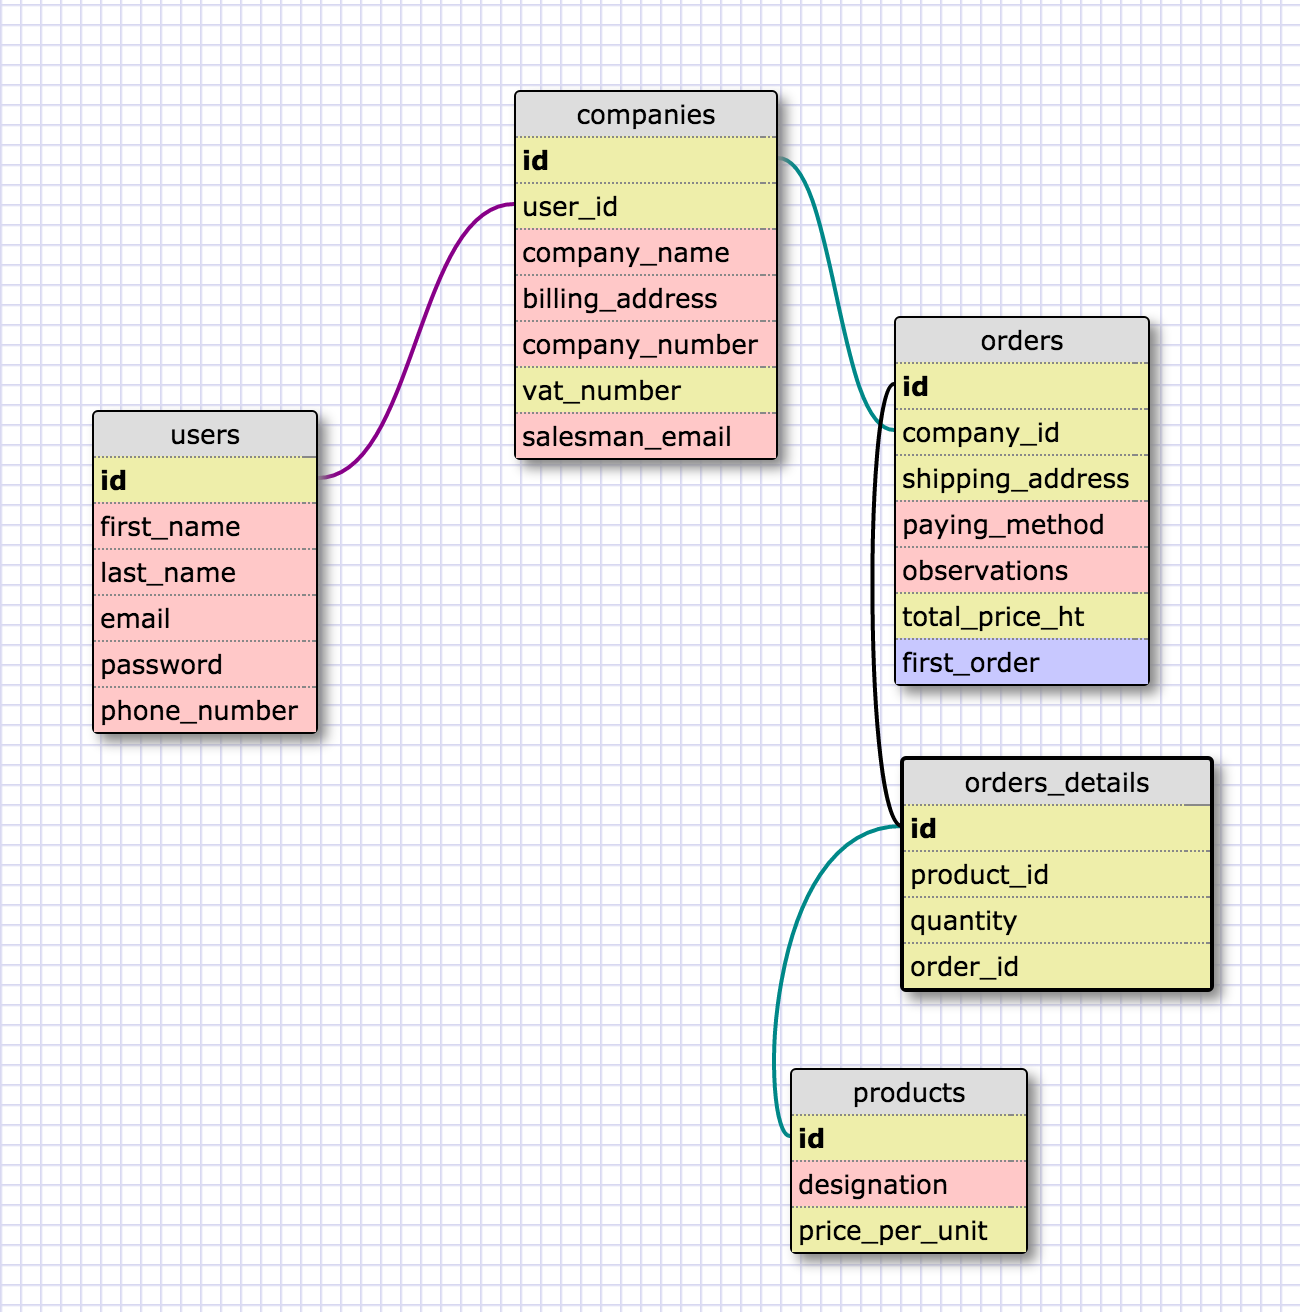 companies
id
user_id
company_name
billing_address
company_number
vat_number
salesman_email
users
id
first_name
last_name
email
password
phone_number
orders
id
company_id
shipping_address
paying_method
observations
total_price_ht
first_order
orders_details
id
product_id
quantity
order_id
products
id
designation
price_per_unit